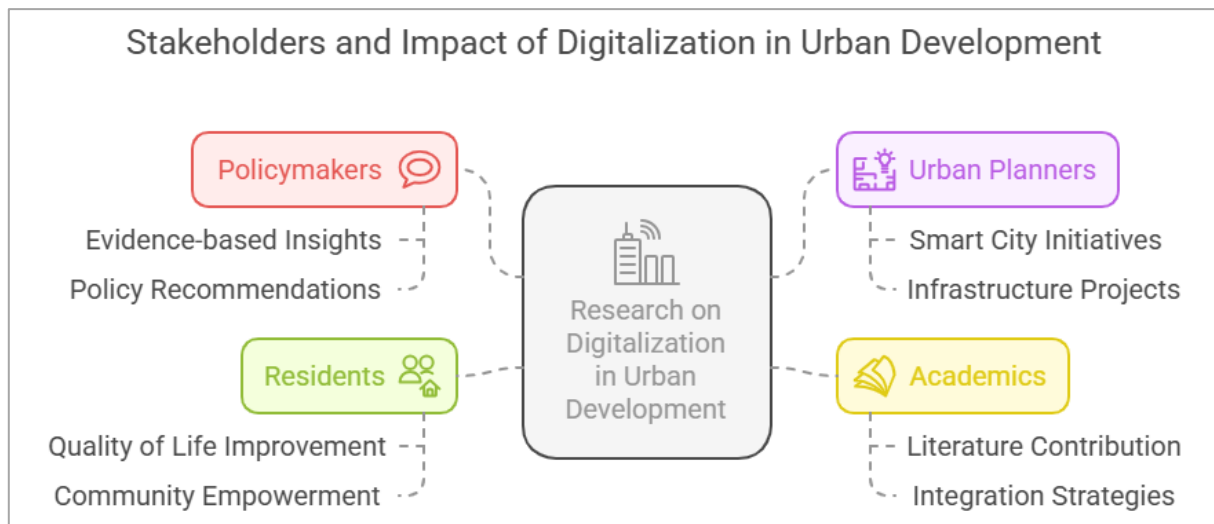 Stakeholders and Impact of Digitalization in Urban Development
Policymakers
Evidence-based Insights
Policy Recommendations
Residents
Quality of Life Improvement
Community Empowerment
Research on
Digitalization
in Urban
Development
Urban Planners
Smart City Initiatives
Infrastructure Projects
Academics
Literature Contribution
Integration Strategies